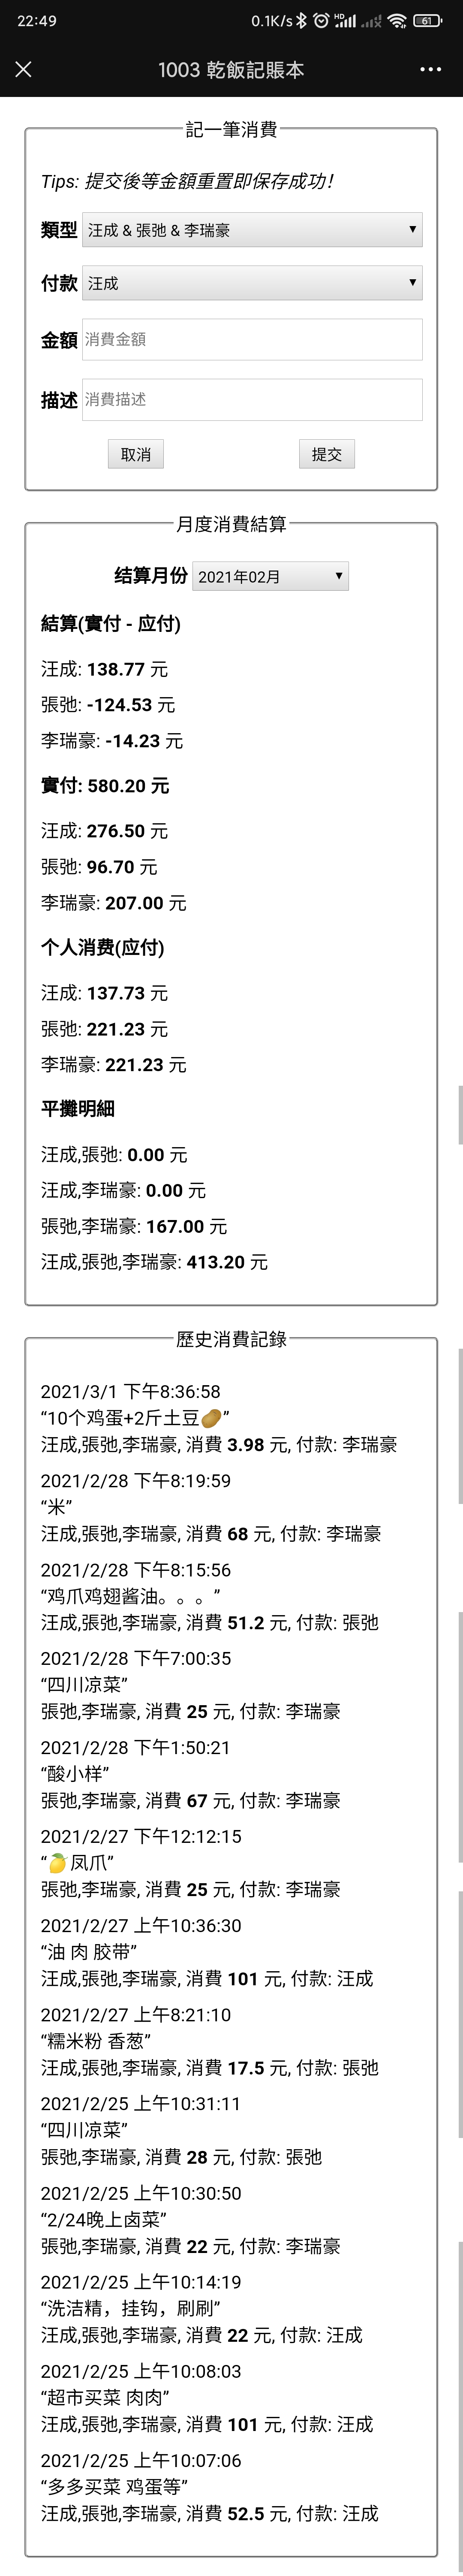 22:49
0.1K/s HD 61
1003 乾飯記賬本
記一筆消費
Tips: 提交後等金額重置即保存成功！
類型 汪成 & 張弛 & 李瑞豪
付款 汪成
金額 消費金額
描述 消費描述
取消 提交
月度消費結算
结算月份 2021年02月
結算(實付 - 应付)
汪成: 138.77 元
張弛: -124.53 元
李瑞豪: -14.23 元
實付: 580.20 元
汪成: 276.50 元
張弛: 96.70 元
李瑞豪: 207.00 元
个人消费(应付)
汪成: 137.73 元
張弛: 221.23 元
李瑞豪: 221.23 元
平攤明細
汪成,張弛: 0.00 元
汪成,李瑞豪: 0.00 元
張弛,李瑞豪: 167.00 元
汪成,張弛,李瑞豪: 413.20 元
歷史消費記錄
2021/3/1 下午8:36:58
“10个鸡蛋+2斤土豆🥔”
汪成,張弛,李瑞豪, 消費 3.98 元, 付款: 李瑞豪
2021/2/28 下午8:19:59
“米”
汪成,張弛,李瑞豪, 消費 68 元, 付款: 李瑞豪
2021/2/28 下午8:15:56
“鸡爪鸡翅酱油。。。”
汪成,張弛,李瑞豪, 消費 51.2 元, 付款: 張弛
2021/2/28 下午7:00:35
“四川凉菜”
張弛,李瑞豪, 消費 25 元, 付款: 李瑞豪
2021/2/28 下午1:50:21
“酸小样”
張弛,李瑞豪, 消費 67 元, 付款: 李瑞豪
2021/2/27 下午12:12:15
“🍋凤爪”
張弛,李瑞豪, 消費 25 元, 付款: 李瑞豪
2021/2/27 上午10:36:30
“油 肉 胶带”
汪成,張弛,李瑞豪, 消費 101 元, 付款: 汪成
2021/2/27 上午8:21:10
“糯米粉 香葱”
汪成,張弛,李瑞豪, 消費 17.5 元, 付款: 張弛
2021/2/25 上午10:31:11
“四川凉菜”
張弛,李瑞豪, 消費 28 元, 付款: 張弛
2021/2/25 上午10:30:50
“2/24晚上卤菜”
張弛,李瑞豪, 消費 22 元, 付款: 李瑞豪
2021/2/25 上午10:14:19
“洗洁精，挂钩，刷刷”
汪成,張弛,李瑞豪, 消費 22 元, 付款: 汪成
2021/2/25 上午10:08:03
“超市买菜 肉肉”
汪成,張弛,李瑞豪, 消費 101 元, 付款: 汪成
2021/2/25 上午10:07:06
“多多买菜 鸡蛋等”
汪成,張弛,李瑞豪, 消費 52.5 元, 付款: 汪成